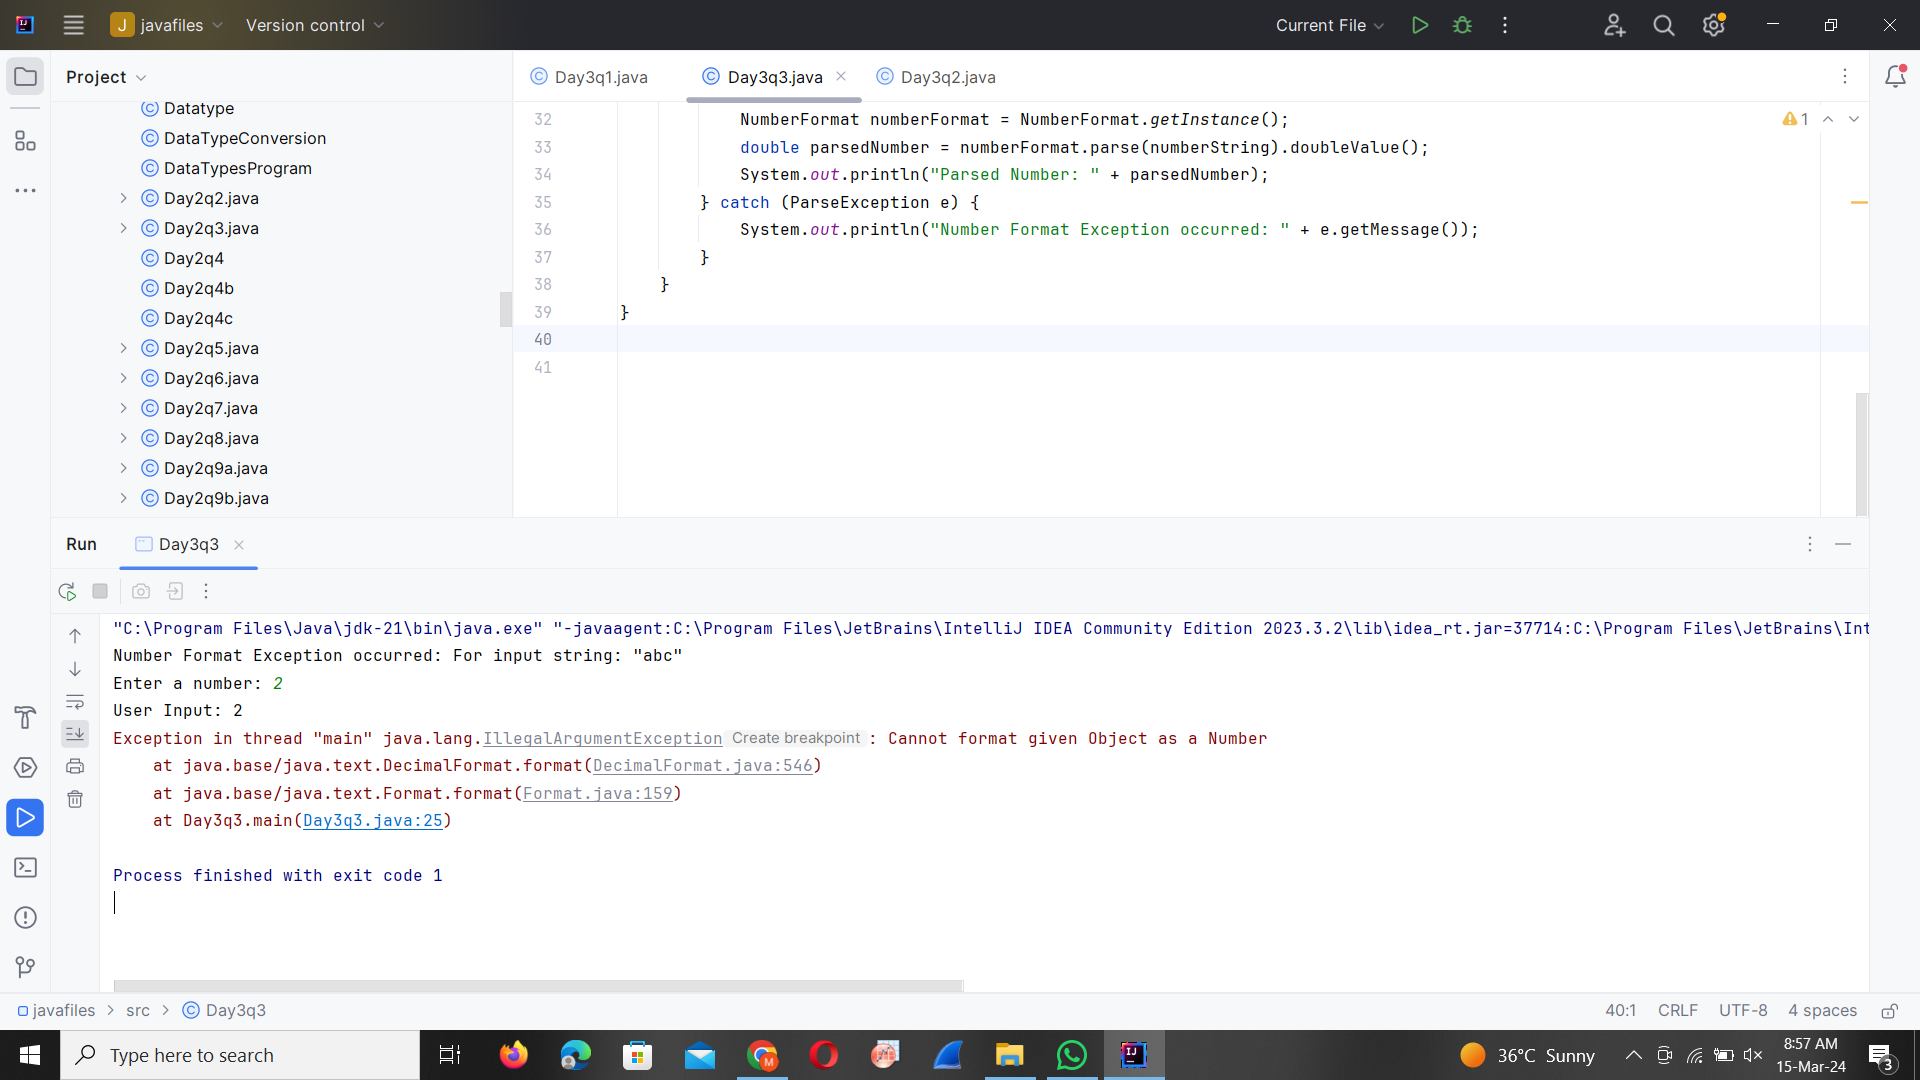 J javafiles Version control Current File
Project
Day3q1.java Day3q3.java Day3q2.java
Datatype
DataTypeConversion
DataTypesProgram
Day2q2.java
Day2q3.java
Day2q4
Day2q4b
Day2q4c
Day2q5.java
Day2q6.java
Day2q7.java
Day2q8.java
Day2q9a.java
Day2q9b.java
32 NumberFormat numberFormat = NumberFormat.getInstance(); 1
33 double parsedNumber = numberFormat.parse(numberString).doubleValue();
34 System.out.println("Parsed Number: " + parsedNumber);
35 } catch (ParseException e) {
36 System.out.println("Number Format Exception occurred: " + e.getMessage());
37 }
38 }
39 }
40
41
Run Day3q3
"C:\Program Files\Java\jdk-21\bin\java.exe" "-javaagent:C:\Program Files\JetBrains\IntelliJ IDEA Community Edition 2023.3.2\lib\idea_rt.jar=37714:C:\Program Files\JetBrains\Int
Number Format Exception occurred: For input string: "abc"
Enter a number: 2
User Input: 2
Exception in thread "main" java.lang.IllegalArgumentException Create breakpoint : Cannot format given Object as a Number
at java.base/java.text.DecimalFormat.format(DecimalFormat.java:546)
at java.base/java.text.Format.format(Format.java:159)
at Day3q3.main(Day3q3.java:25)
Process finished with exit code 1
javafiles > src > Day3q3 40:1 CRLF UTF-8 4 spaces
Type here to search 36°C Sunny 8:57 AM
15-Mar-24 3